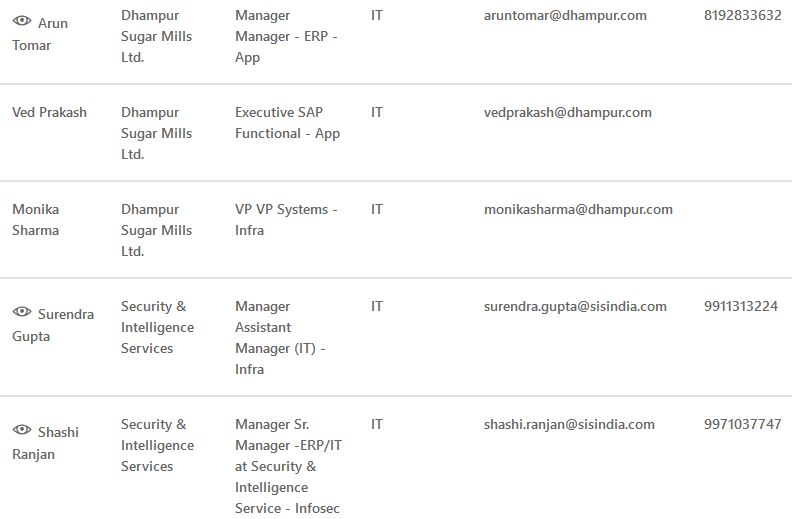 Arun Tomar	Dhampur Sugar Mills Ltd.	Manager Manager - ERP - App	IT	aruntomar@dhampur.com	8192833632
Ved Prakash	Dhampur Sugar Mills Ltd.	Executive SAP Functional - App	IT	vedprakash@dhampur.com
Monika Sharma	Dhampur Sugar Mills Ltd.	VP VP Systems - Infra	IT	monikasharma@dhampur.com
Surendra Gupta	Security & Intelligence Services	Manager Assistant Manager (IT) - Infra	IT	surendra.gupta@sisindia.com	9911313224
Shashi Ranjan	Security & Intelligence Services	Manager Sr. Manager -ERP/IT at Security & Intelligence Service - Infosec	IT	shashi.ranjan@sisindia.com	9971037747